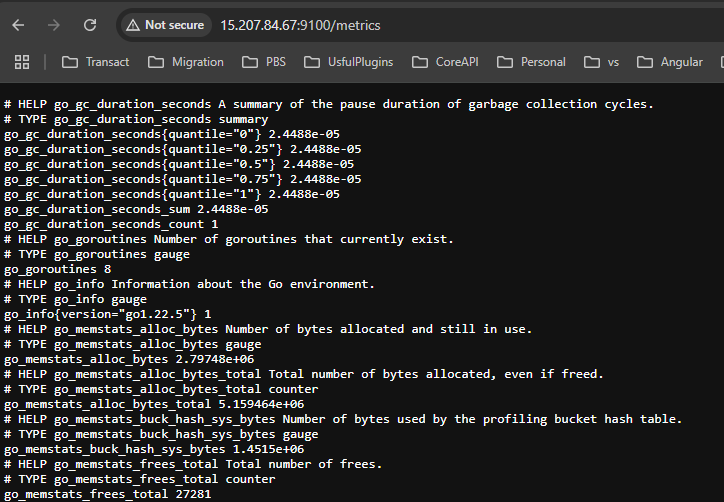 Not secure 15.207.84.67:9100/metrics
Transact Migration PBS UsfulPlugins CoreAPI Personal vs Angular
# HELP go_gc_duration_seconds A summary of the pause duration of garbage collection cycles.
# TYPE go_gc_duration_seconds summary
go_gc_duration_seconds{quantile="0"} 2.4488e-05
go_gc_duration_seconds{quantile="0.25"} 2.4488e-05
go_gc_duration_seconds{quantile="0.5"} 2.4488e-05
go_gc_duration_seconds{quantile="0.75"} 2.4488e-05
go_gc_duration_seconds{quantile="1"} 2.4488e-05
go_gc_duration_seconds_sum 2.4488e-05
go_gc_duration_seconds_count 1
# HELP go_goroutines Number of goroutines that currently exist.
# TYPE go_goroutines gauge
go_goroutines 8
# HELP go_info Information about the Go environment.
# TYPE go_info gauge
go_info{version="go1.22.5"} 1
# HELP go_memstats_alloc_bytes Number of bytes allocated and still in use.
# TYPE go_memstats_alloc_bytes gauge
go_memstats_alloc_bytes 2.79748e+06
# HELP go_memstats_alloc_bytes_total Total number of bytes allocated, even if freed.
# TYPE go_memstats_alloc_bytes_total counter
go_memstats_alloc_bytes_total 5.159464e+06
# HELP go_memstats_buck_hash_sys_bytes Number of bytes used by the profiling bucket hash table.
# TYPE go_memstats_buck_hash_sys_bytes gauge
go_memstats_buck_hash_sys_bytes 1.4515e+06
# HELP go_memstats_frees_total Total number of frees.
# TYPE go_memstats_frees_total counter
go_memstats_frees_total 27281